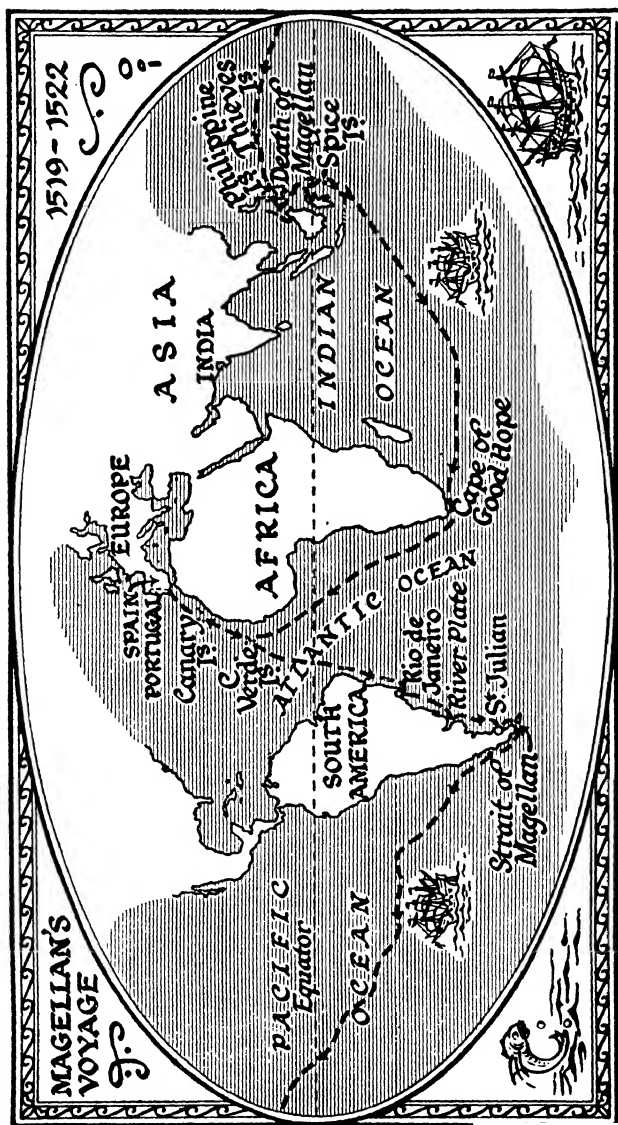 MAGELLAN'S
VOYAGE
1519–1522
EUROPE
ASIA
INDIA
SPAIN
PORTUGAL
Canary
Is.
C.
Verde
Is.
AFRICA
ATLANTIC OCEAN
SOUTH
AMERICA
Rio de
Janeiro
River Plate
St. Julian
Strait of
Magellan
PACIFIC
Equator
OCEAN
INDIAN
OCEAN
Cape of
Good Hope
Philippine
Is.
Thieves
Is.
Death of
Magellan
Spice
Is.